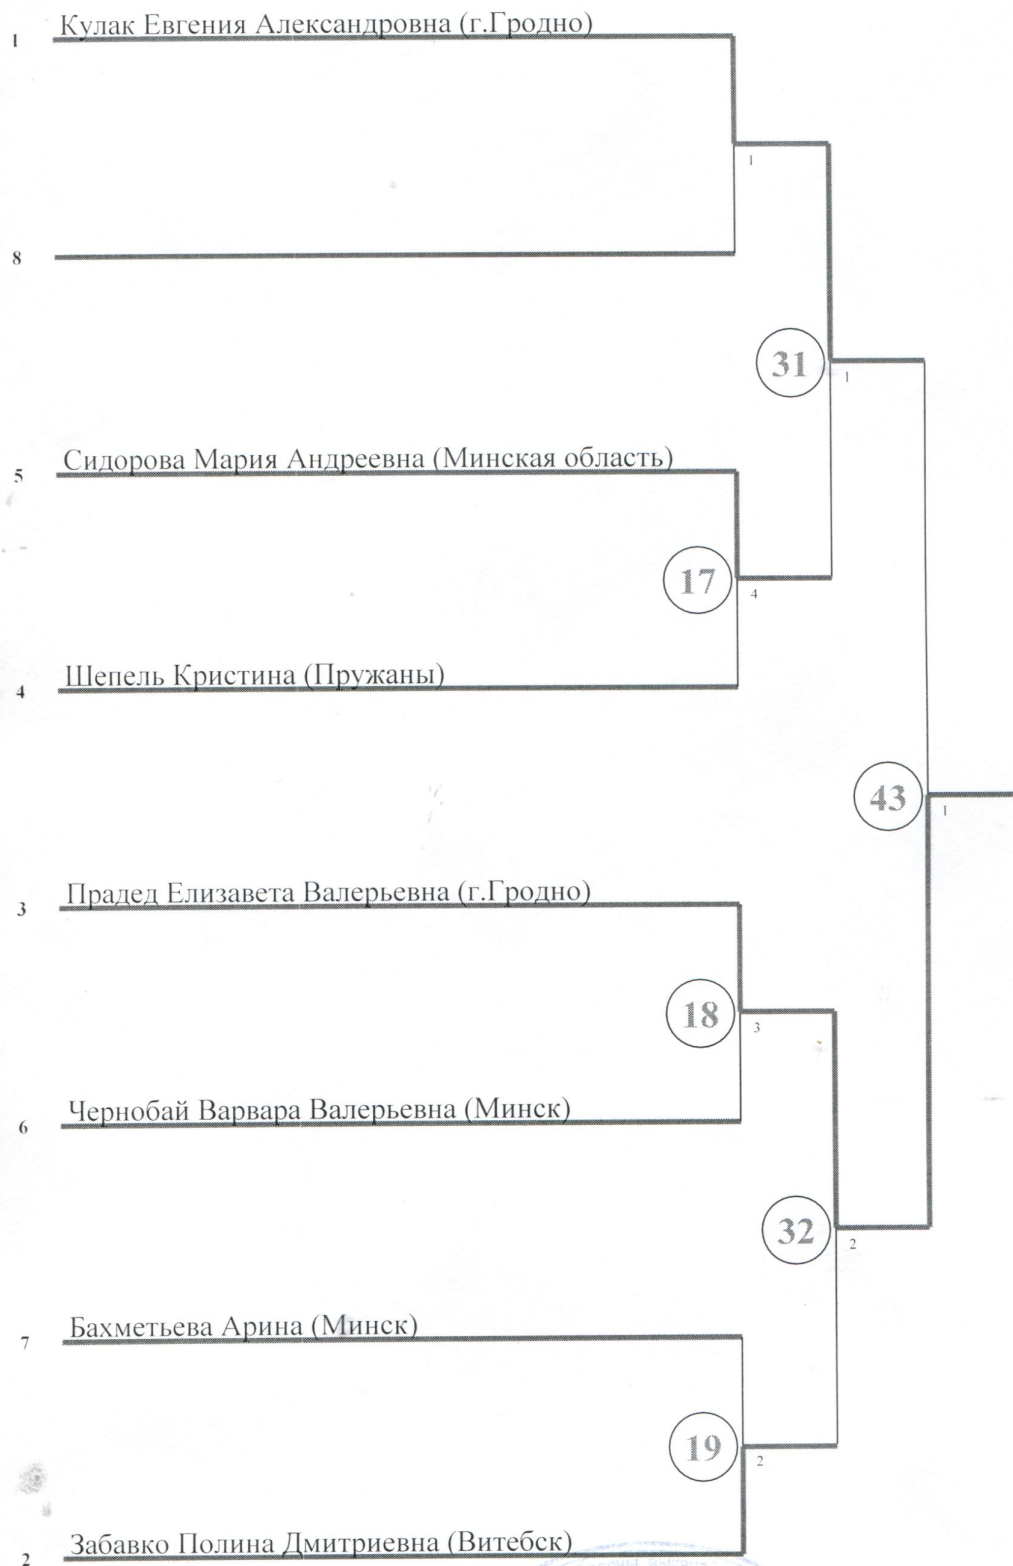 1 Кулак Евгения Александровна (г.Гродно)
1
8
31
1
5 Сидорова Мария Андреевна (Минская область)
17
4
4 Шепель Кристина (Пружаны)
43
1
3 Прадед Елизавета Валерьевна (г.Гродно)
18
3
6 Чернобай Варвара Валерьевна (Минск)
32
2
7 Бахметьева Арина (Минск)
19
2
2 Забавко Полина Дмитриевна (Витебск)